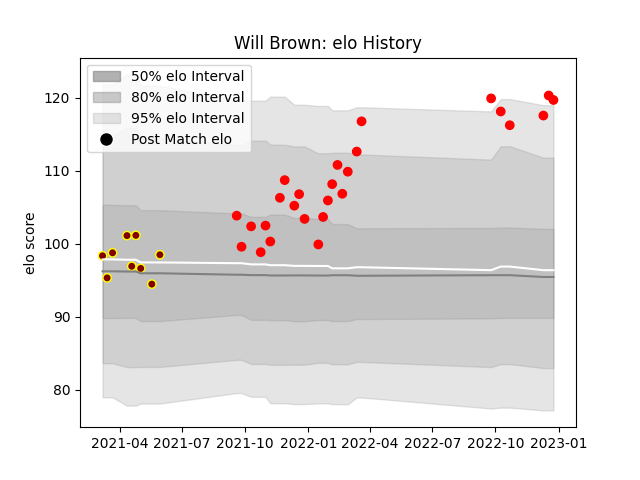 Will Brown: elo History
50% elo Interval
80% elo Interval
95% elo Interval
Post Match elo
elo score
120
110
100
90
80
2021-04 2021-07 2021-10 2022-01 2022-04 2022-07 2022-10 2023-01